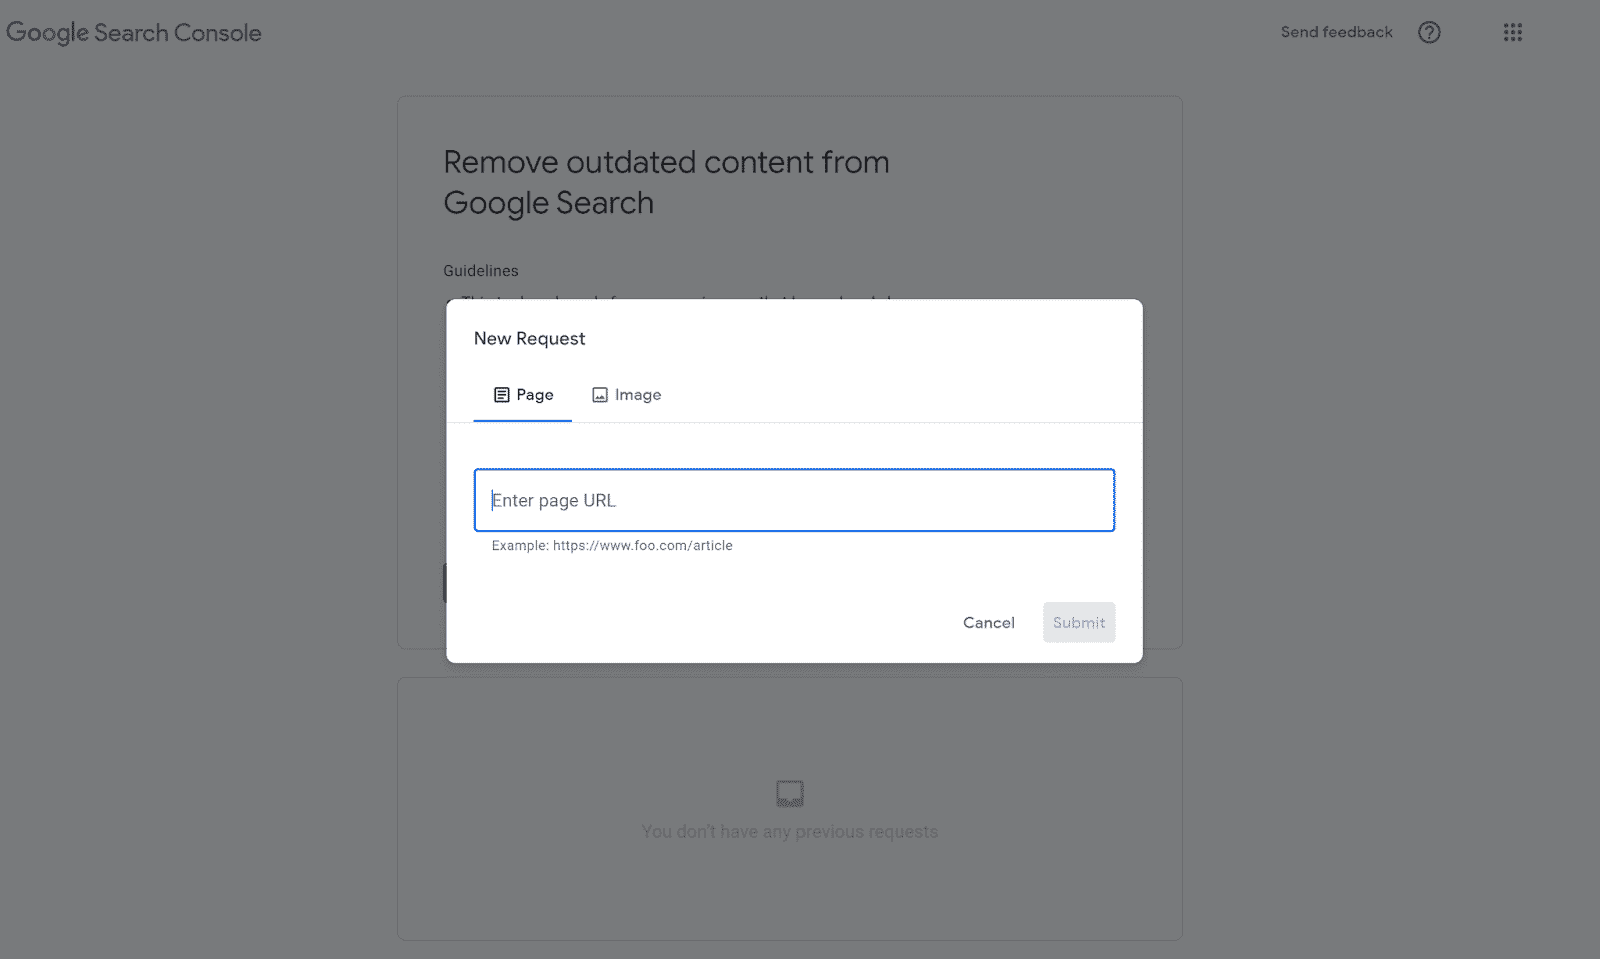 Google Search Console
Send feedback
Remove outdated content from
Google Search
Guidelines
New Request
Page
Image
Enter page URL
Example: https://www.foo.com/article
Cancel
Submit
You don't have any previous requests